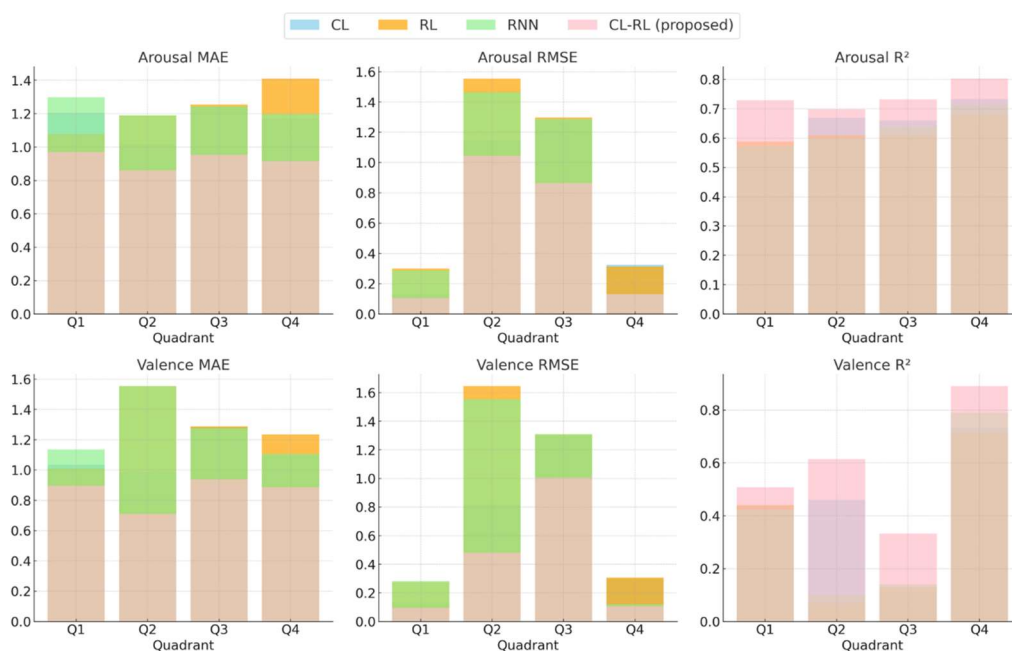 CL RL RNN CL-RL (proposed)
Arousal MAE
1.4
1.2
1.0
0.8
0.6
0.4
0.2
0.0
Q1 Q2 Q3 Q4
Quadrant
Arousal RMSE
1.6
1.4
1.2
1.0
0.8
0.6
0.4
0.2
0.0
Q1 Q2 Q3 Q4
Quadrant
Arousal R²
0.8
0.7
0.6
0.5
0.4
0.3
0.2
0.1
0.0
Q1 Q2 Q3 Q4
Quadrant
Valence MAE
1.6
1.4
1.2
1.0
0.8
0.6
0.4
0.2
0.0
Q1 Q2 Q3 Q4
Quadrant
Valence RMSE
1.6
1.4
1.2
1.0
0.8
0.6
0.4
0.2
0.0
Q1 Q2 Q3 Q4
Quadrant
Valence R²
0.8
0.6
0.4
0.2
0.0
Q1 Q2 Q3 Q4
Quadrant